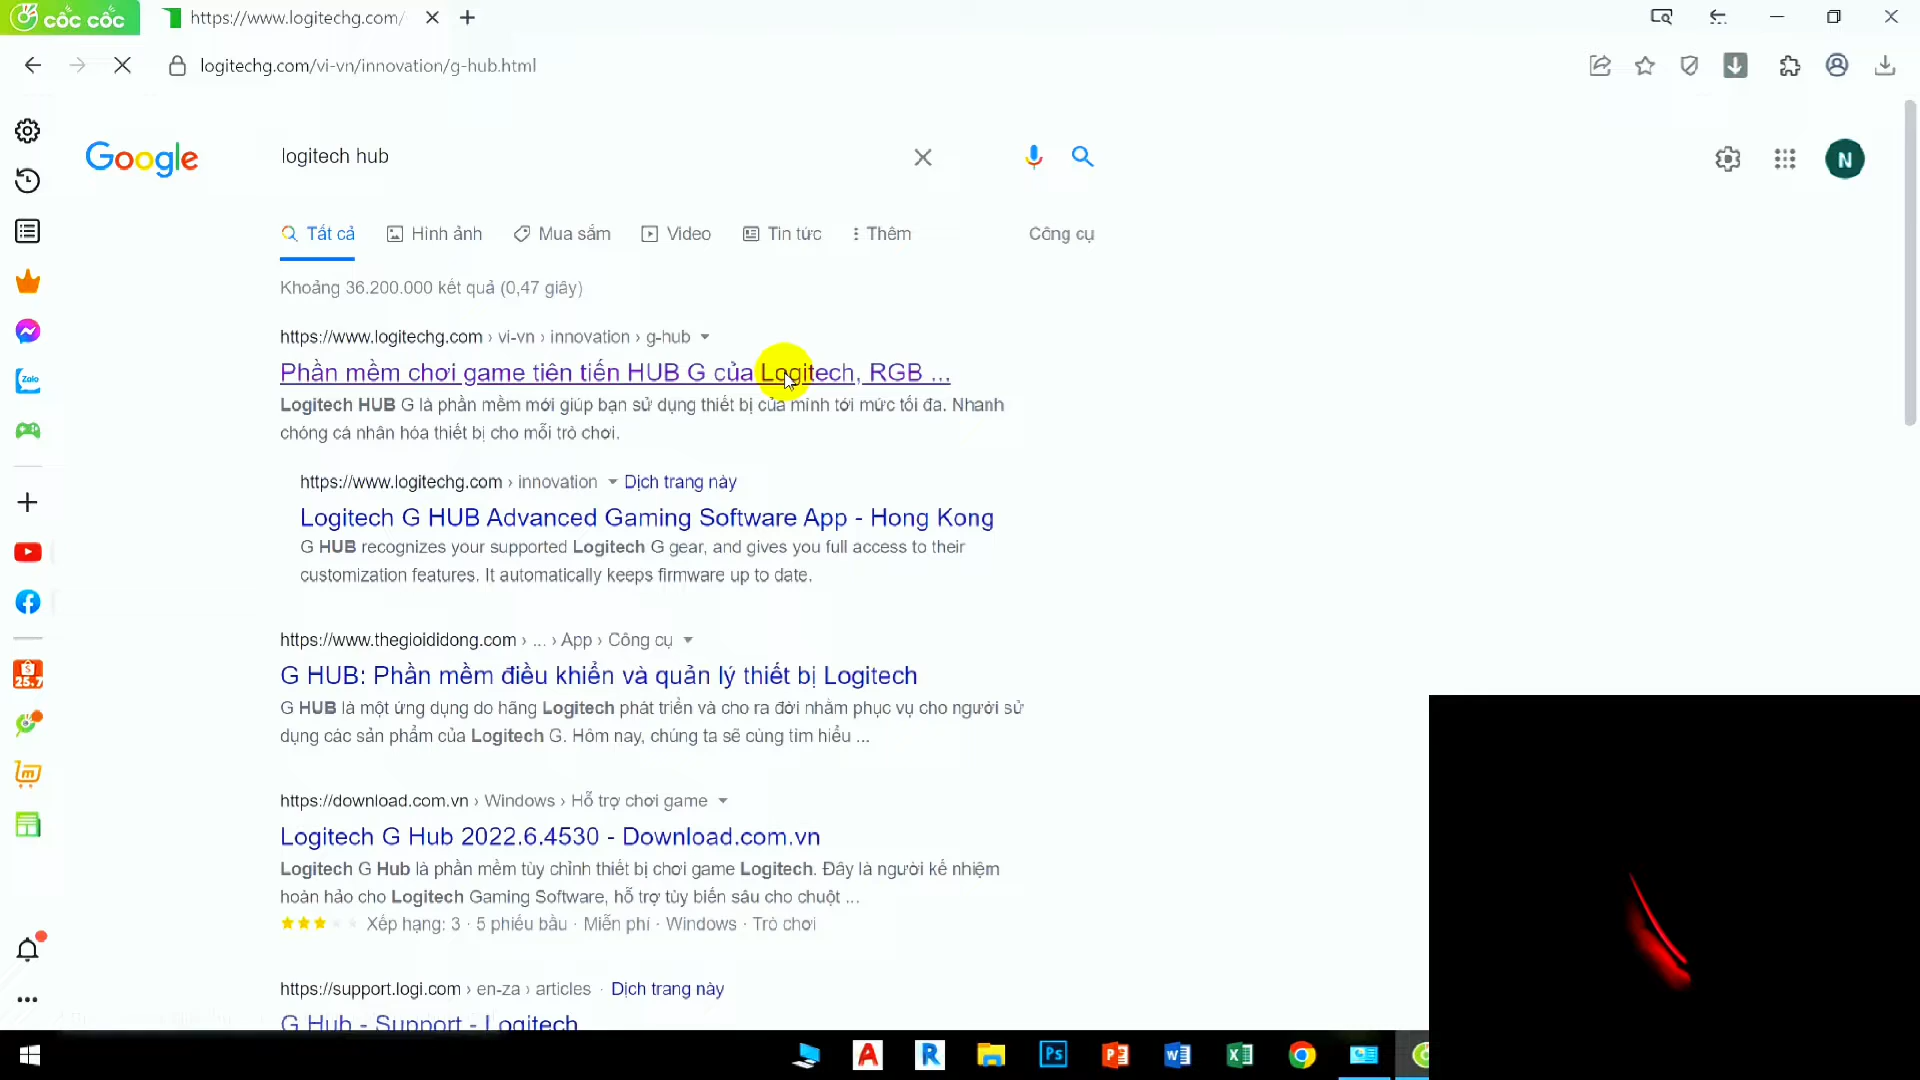 cốc cốc
https://www.logitechg.com/
logitechg.com/vi-vn/innovation/g-hub.html
Google
logitech hub
N
Tất cả
Hình ảnh
Mua sắm
Video
Tin tức
Thêm
Công cụ
Khoảng 36.200.000 kết quả (0,47 giây)
https://www.logitechg.com › vi-vn › innovation › g-hub
Phần mềm chơi game tiên tiến HUB G của Logitech, RGB ...
Logitech HUB G là phần mềm mới giúp bạn sử dụng thiết bị của mình tới mức tối đa. Nhanh
chóng cá nhân hóa thiết bị cho mỗi trò chơi.
https://www.logitechg.com › innovation Dịch trang này
Logitech G HUB Advanced Gaming Software App - Hong Kong
G HUB recognizes your supported Logitech G gear, and gives you full access to their
customization features. It automatically keeps firmware up to date.
https://www.thegioididong.com › ... › App › Công cụ
G HUB: Phần mềm điều khiển và quản lý thiết bị Logitech
G HUB là một ứng dụng do hãng Logitech phát triển và cho ra đời nhằm phục vụ cho người sử
dụng các sản phẩm của Logitech G. Hôm nay, chúng ta sẽ cùng tìm hiểu ...
https://download.com.vn › Windows › Hỗ trợ chơi game
Logitech G Hub 2022.6.4530 - Download.com.vn
Logitech G Hub là phần mềm tùy chỉnh thiết bị chơi game Logitech. Đây là người kế nhiệm
hoàn hảo cho Logitech Gaming Software, hỗ trợ tùy biến sâu cho chuột ...
Xếp hạng: 3 · 5 phiếu bầu · Miễn phí · Windows · Trò chơi
https://support.logi.com › en-za › articles · Dịch trang này
G Hub - Support - Logitech
Zalo
25.7
A
R
Ps
P
W
X